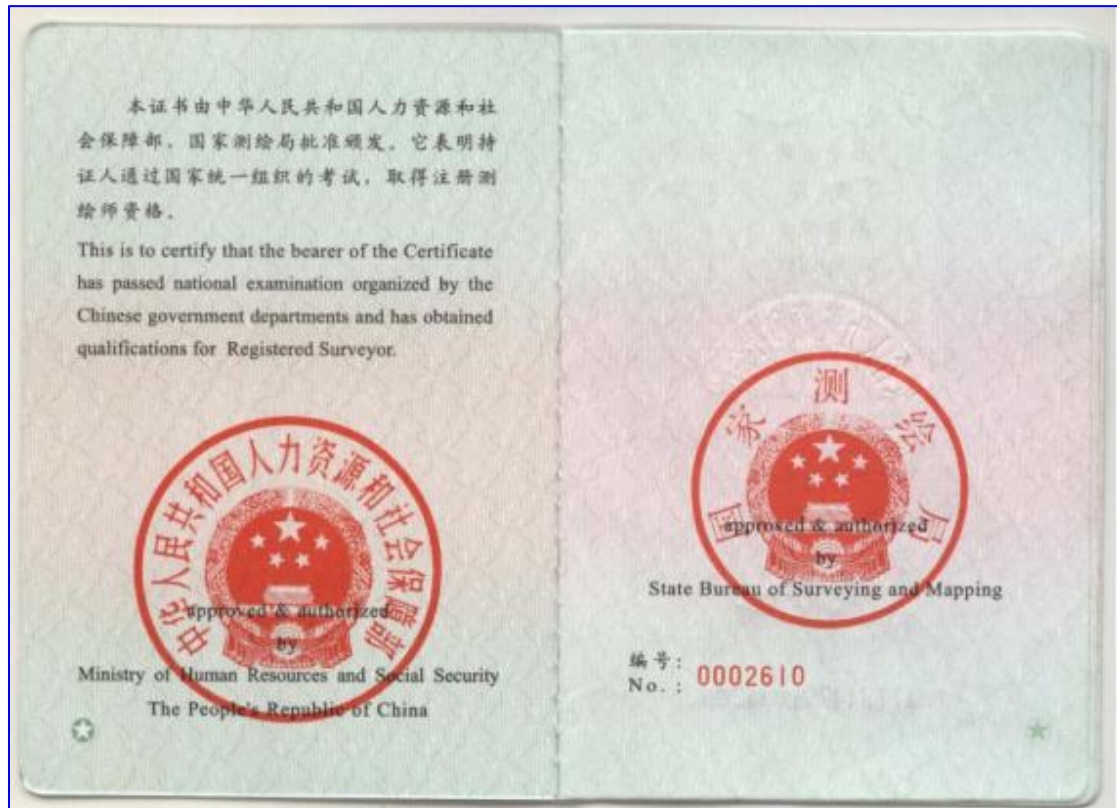 本证书由中华人民共和国人力资源和社
会保障部、国家测绘局批准颁发。它表明持
证人通过国家统一组织的考试，取得注册测
绘师资格。
This is to certify that the bearer of the Certificate
has passed national examination organized by the
Chinese government departments and has obtained
qualifications for Registered Surveyor.
中华人民共和国人力资源和社会保障部
approved & authorized
by
Ministry of Human Resources and Social Security
The People's Republic of China
国家测绘局
approved & authorized
by
State Bureau of Surveying and Mapping
编号:
No.: 0002610